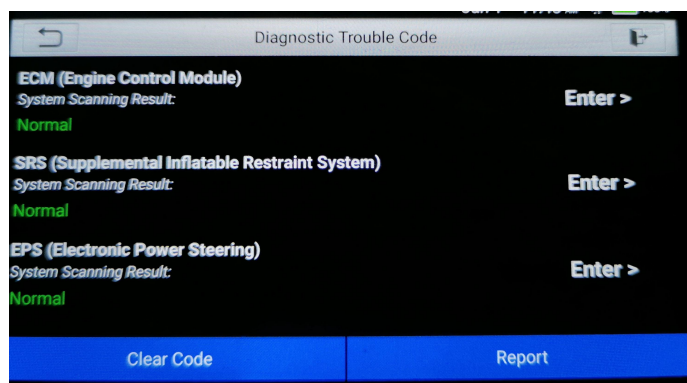 Diagnostic Trouble Code
ECM (Engine Control Module)
System Scanning Result:
Enter >
Normal
SRS (Supplemental Inflatable Restraint System)
System Scanning Result:
Enter >
Normal
EPS (Electronic Power Steering)
System Scanning Result:
Enter >
Normal
Clear Code
Report